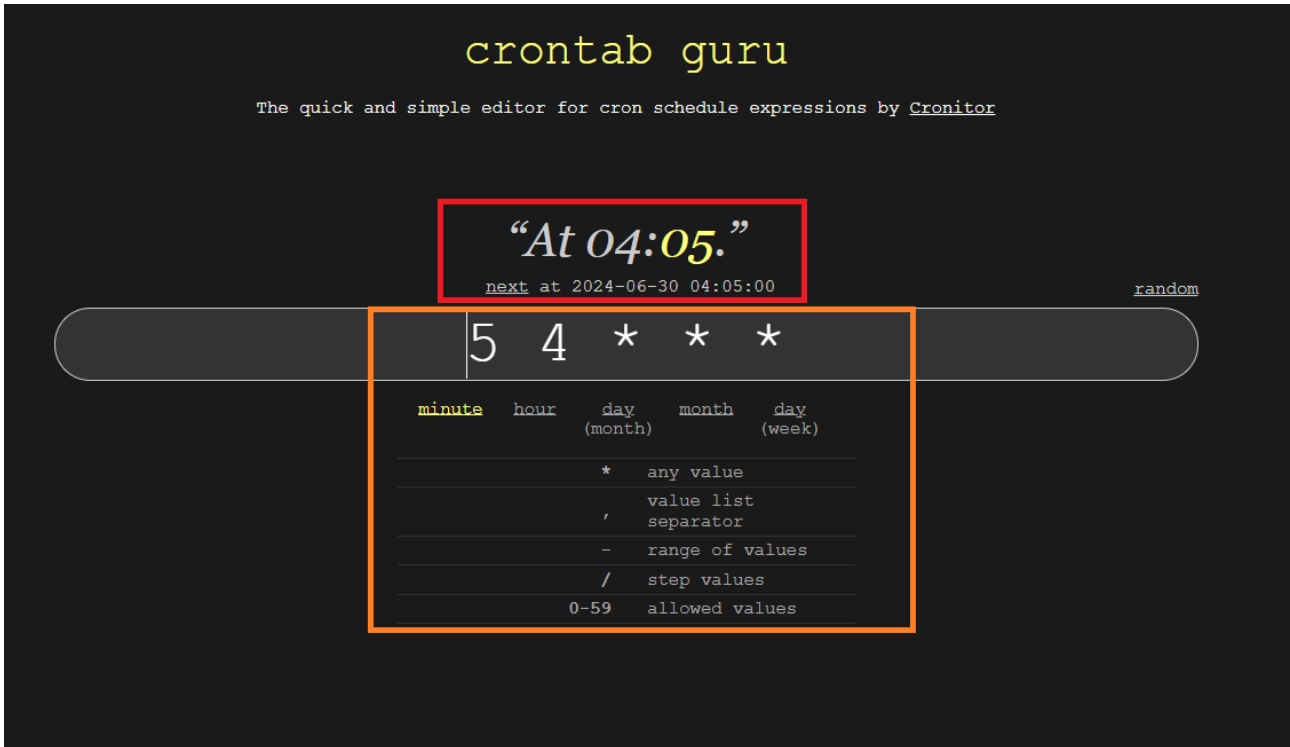 crontab guru
The quick and simple editor for cron schedule expressions by Cronitor
“At 04:05.”
next at 2024-06-30 04:05:00
random
5 4 * * *
minute hour day month day
(month) (week)
* any value
, value list
separator
- range of values
/ step values
0-59 allowed values